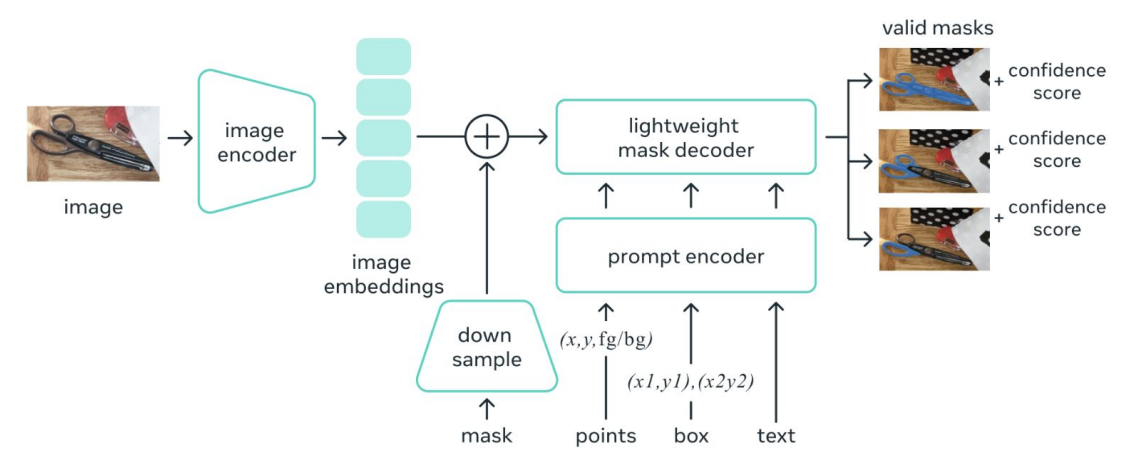 valid masks
confidence
score
+
image
encoder
lightweight
mask decoder
confidence
score
+
image
confidence
score
+
prompt encoder
image
embeddings
down
sample
(x,y,fg/bg)
(x1,y1),(x2y2)
mask
points
box
text